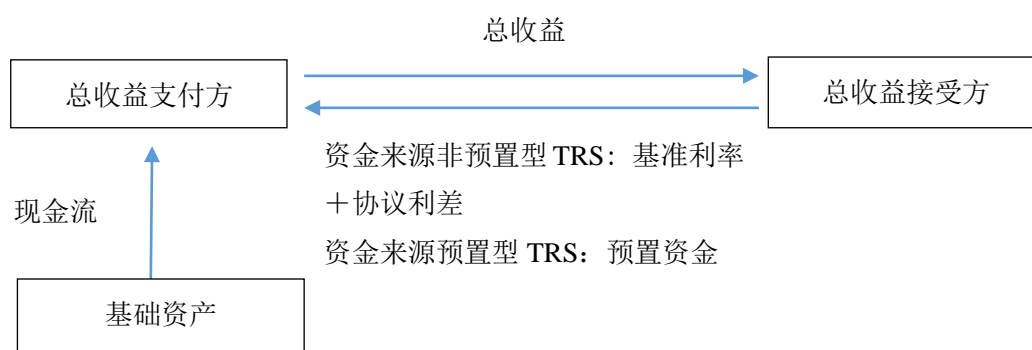 总收益
总收益支付方
总收益接受方
资金来源非预置型 TRS：基准利率
＋协议利差
现金流
资金来源预置型 TRS：预置资金
基础资产